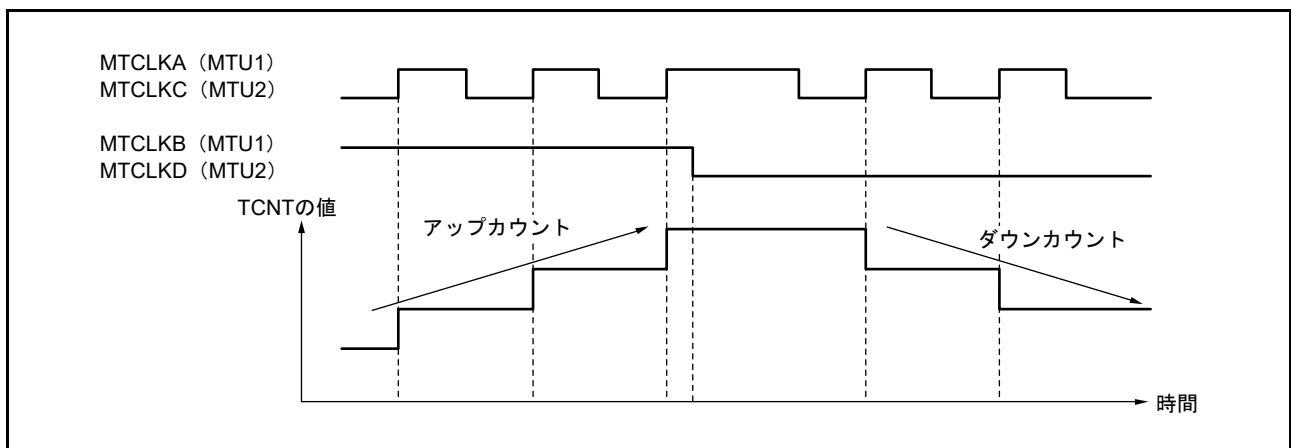 MTCLKA（MTU1）
MTCLKC（MTU2）
MTCLKB（MTU1）
MTCLKD（MTU2）
TCNTの値
アップカウント
ダウンカウント
時間